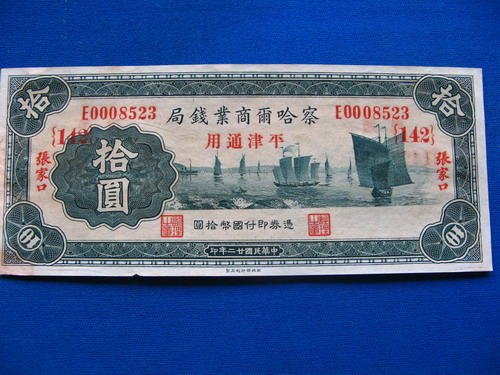 拾
拾
E0008523
E0008523
察哈爾商業錢局
平津通用
{142}
{142}
張家口
張家口
拾圓
憑券即付國幣拾圓
10
10
中華民國廿二年印